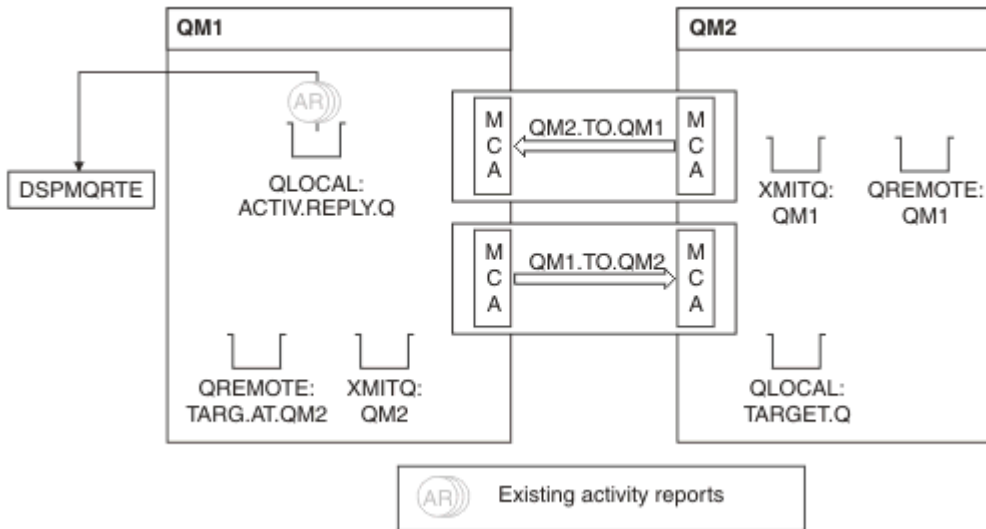 QM1
QM2
AR
M
C
A
QM2.TO.QM1
M
C
A
DSPMQRTE
QLOCAL:
ACTIV.REPLY.Q
XMITQ:
QM1
QREMOTE:
QM1
M
C
A
QM1.TO.QM2
M
C
A
QREMOTE:
TARG.AT.QM2
XMITQ:
QM2
QLOCAL:
TARGET.Q
AR
Existing activity reports